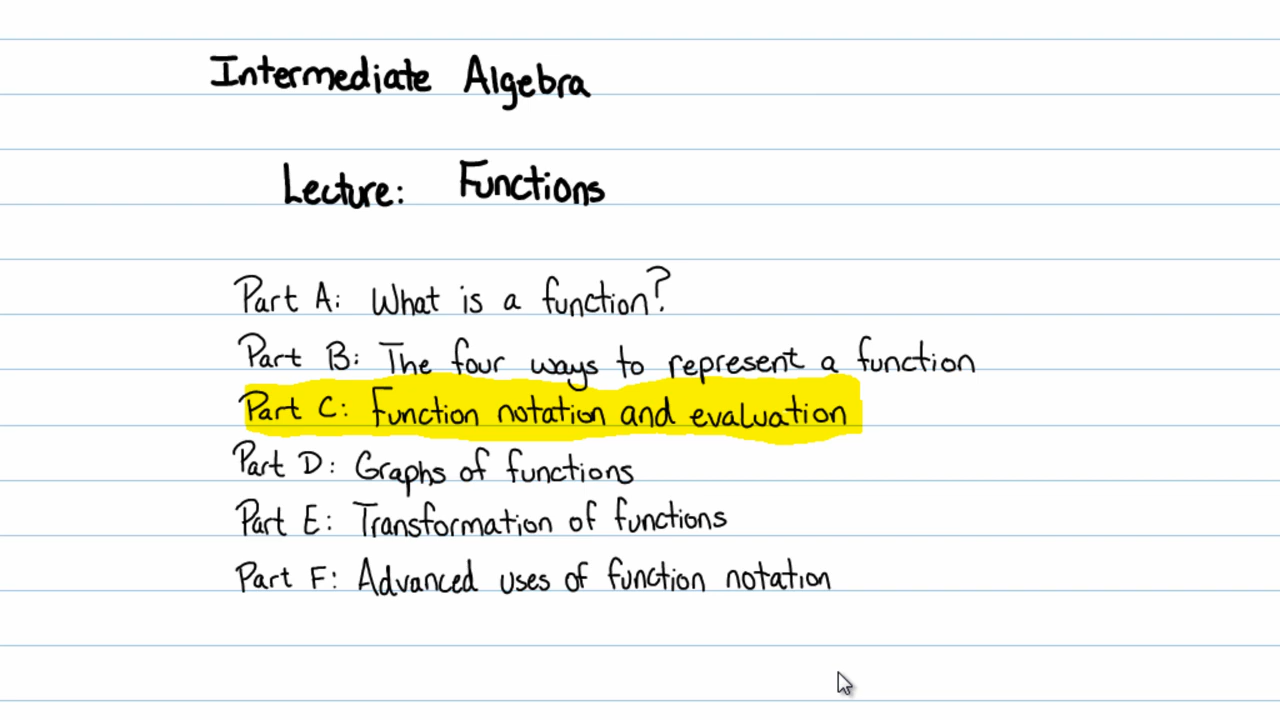 Intermediate Algebra
Lecture: Functions
Part A: What is a function?
Part B: The four ways to represent a function
Part C: Function notation and evaluation
Part D: Graphs of functions
Part E: Transformation of functions
Part F: Advanced uses of function notation